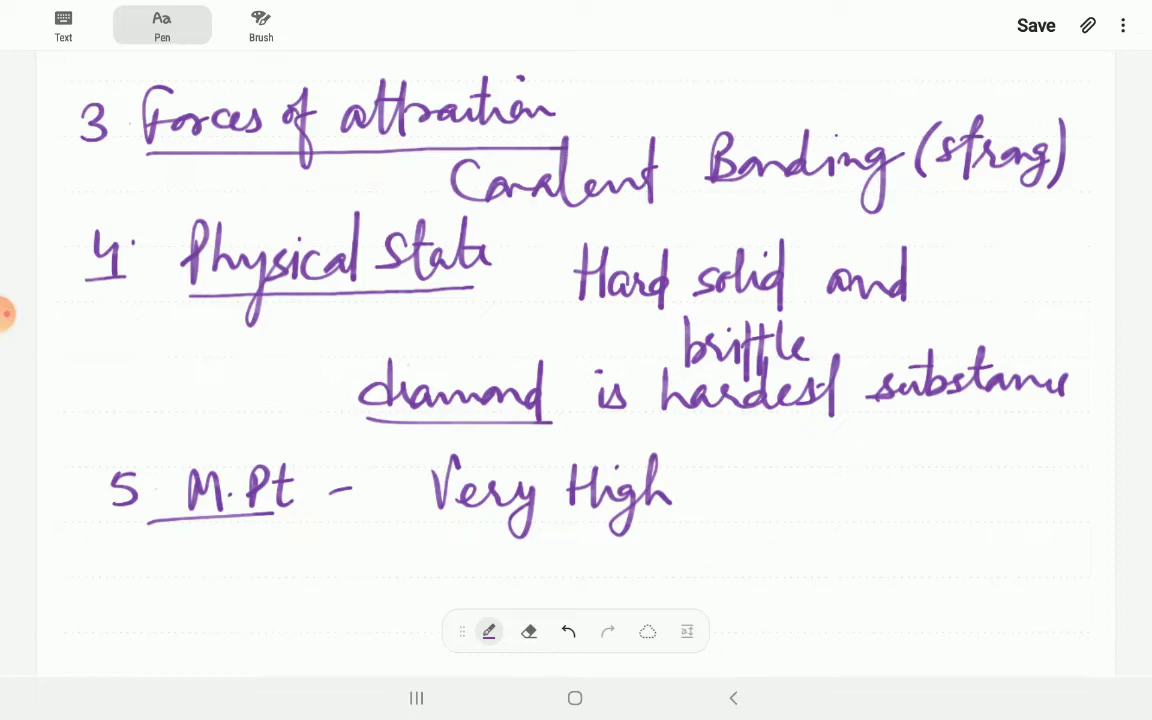 Text
Aa
Pen
Brush
Save
3 Forces of attraction
Covalent Bonding (strong)
4. Physical State Hard solid and
brittle
diamond is hardest substance
5 M.Pt - Very High